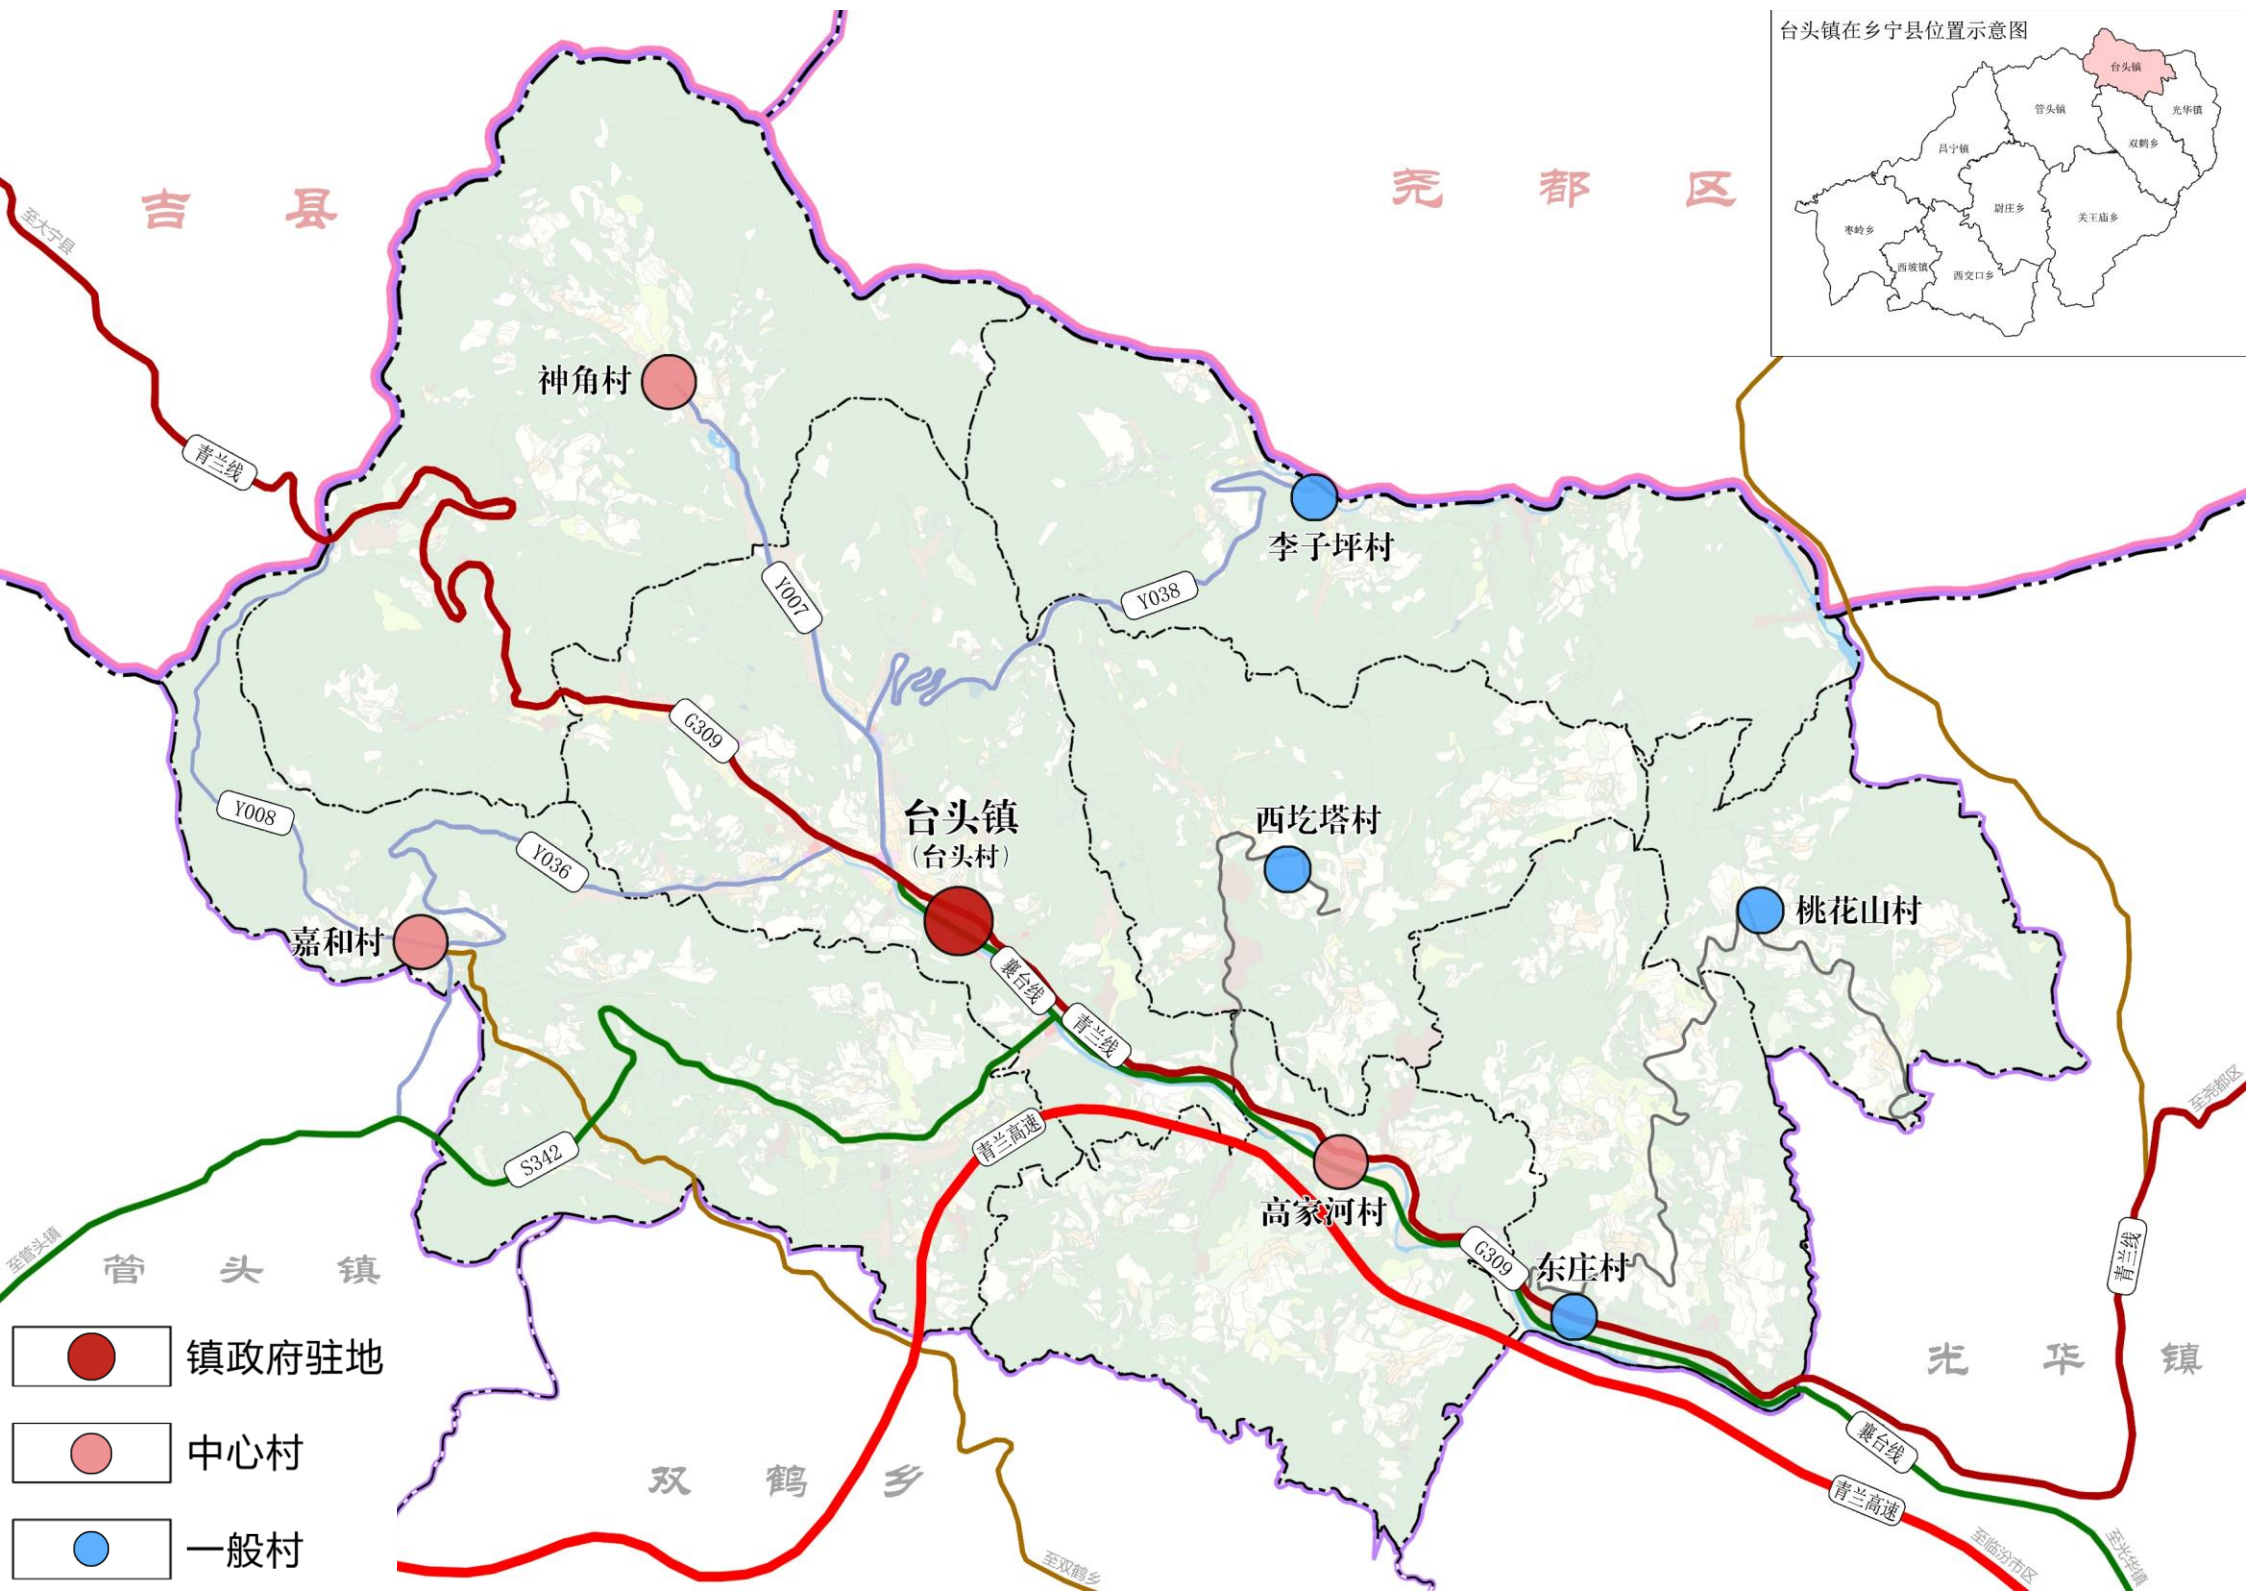 台头镇在乡宁县位置示意图
台头镇
管头镇
光华镇
双鹤乡
吕宁镇
尉庄乡
关王庙乡
枣岭乡
西坡镇
西交口乡
吉县
尧都区
至大宁县
青兰线
神角村
李子坪村
Y007
Y038
G309
Y008
Y036
台头镇
(台头村)
西圪塔村
桃花山村
嘉和村
襄台线
青兰线
青兰高速
S342
高家河村
G309
东庄村
至尧都区
青兰线
至管头镇
管头镇
光华镇
双鹤乡
襄台线
青兰高速
至双鹤乡
至临汾市区
至光华镇
镇政府驻地
中心村
一般村